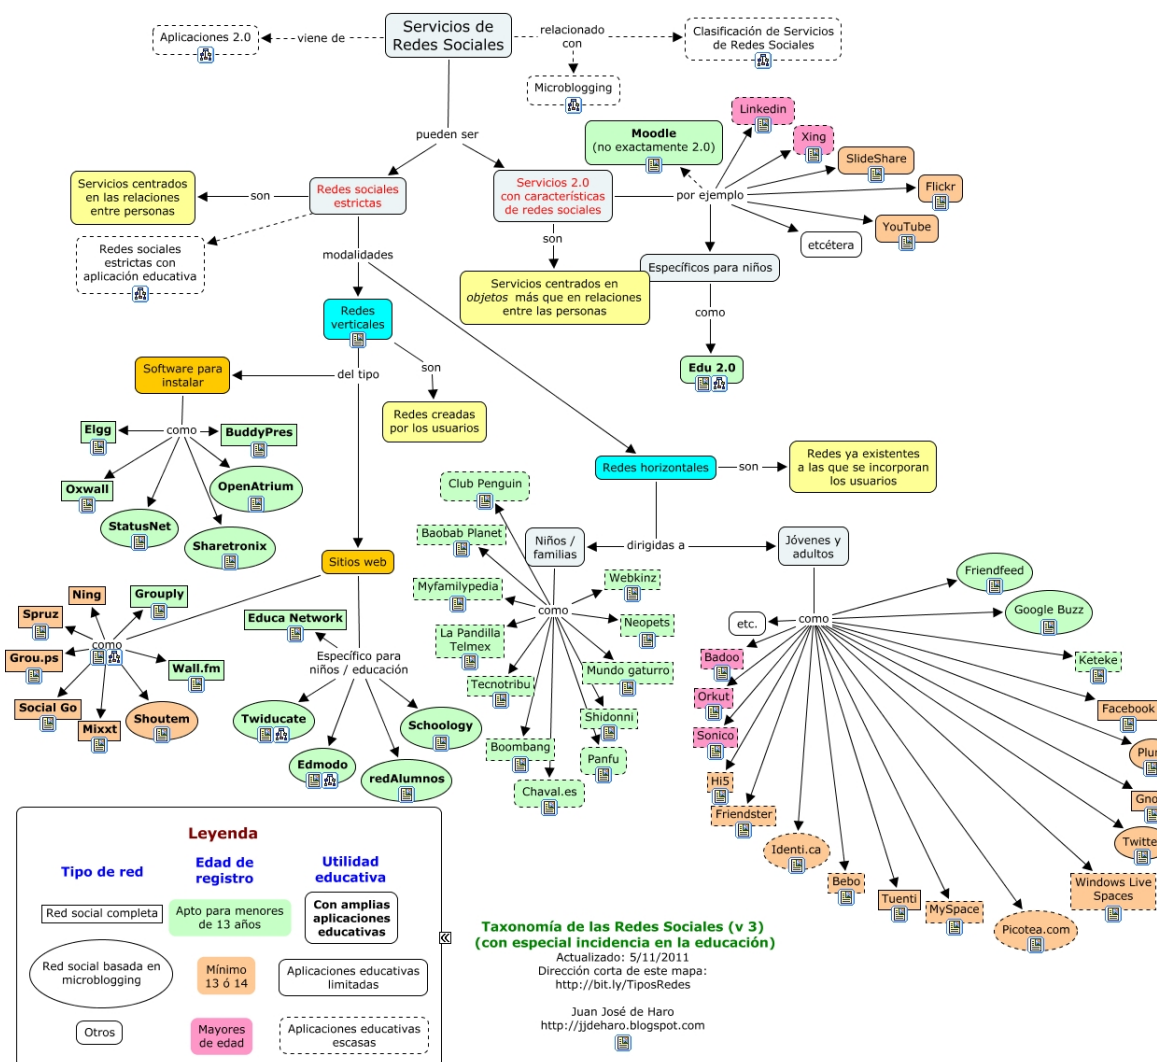 Servicios de
Redes Sociales
Aplicaciones 2.0
viene de
relacionado
con
Clasificación de Servicios
de Redes Sociales
Microblogging
pueden ser
Linkedin
Moodle
(no exactamente 2.0)
Xing
SlideShare
Flickr
YouTube
etcétera
por ejemplo
Servicios centrados
en las relaciones
entre personas
son
Redes sociales
estrictas
Servicios 2.0
con características
de redes sociales
Redes sociales
estrictas con
aplicación educativa
modalidades
son
Específicos para niños
Servicios centrados en
objetos más que en relaciones
entre las personas
como
Edu 2.0
Redes
verticales
Software para
instalar
del tipo
son
Redes creadas
por los usuarios
Elgg
como
BuddyPres
Oxwall
OpenAtrium
StatusNet
Sharetronix
Redes horizontales
son
Redes ya existentes
a las que se incorporan
los usuarios
Club Penguin
Baobab Planet
Niños /
familias
dirigidas a
Jóvenes y
adultos
Sitios web
Myfamilypedia
Webkinz
como
La Pandilla
Telmex
Neopets
Tecnotribu
Mundo gaturro
Shidonni
Boombang
Panfu
Chaval.es
Ning
Grouply
Spruz
como
Grou.ps
Wall.fm
Social Go
Mixxt
Shoutem
Educa Network
Específico para
niños / educación
Twiducate
Schoology
Edmodo
redAlumnos
Friendfeed
Google Buzz
etc.
como
Badoo
Keteke
Orkut
Facebook
Sonico
Plur
Hi5
Gno
Friendster
Twitte
Identi.ca
Bebo
Tuenti
MySpace
Picotea.com
Windows Live
Spaces
Leyenda
Tipo de red
Edad de
registro
Utilidad
educativa
Red social completa
Apto para menores
de 13 años
Con amplias
aplicaciones
educativas
Red social basada en
microblogging
Mínimo
13 ó 14
Aplicaciones educativas
limitadas
Otros
Mayores
de edad
Aplicaciones educativas
escasas
Taxonomía de las Redes Sociales (v 3)
(con especial incidencia en la educación)
Actualizado: 5/11/2011
Dirección corta de este mapa:
http://bit.ly/TiposRedes
Juan José de Haro
http://jjdeharo.blogspot.com